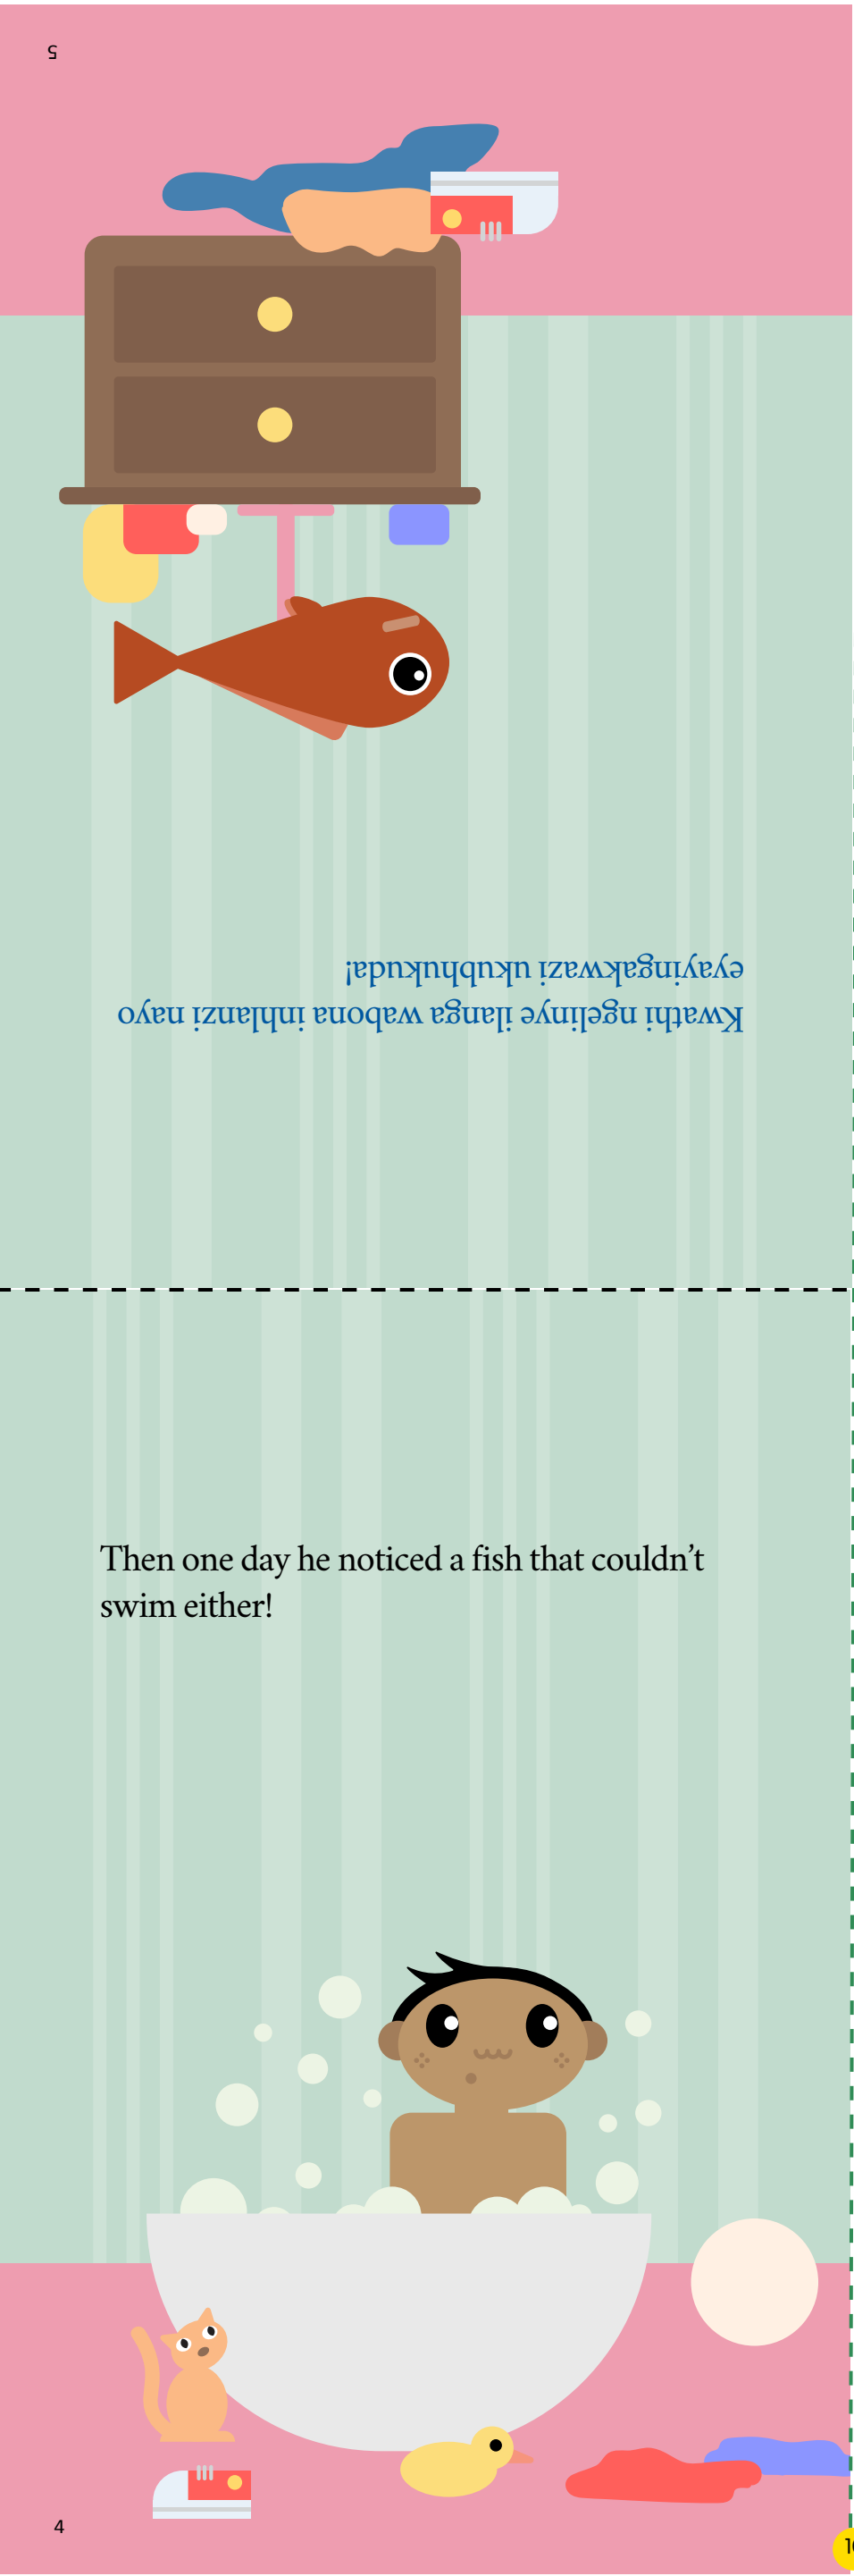 5
Kwathi ngelinye ilanga wabona inhlanzi nayo
eyayingakwazi ukubhukuda!
Then one day he noticed a fish that couldn’t
swim either!
4